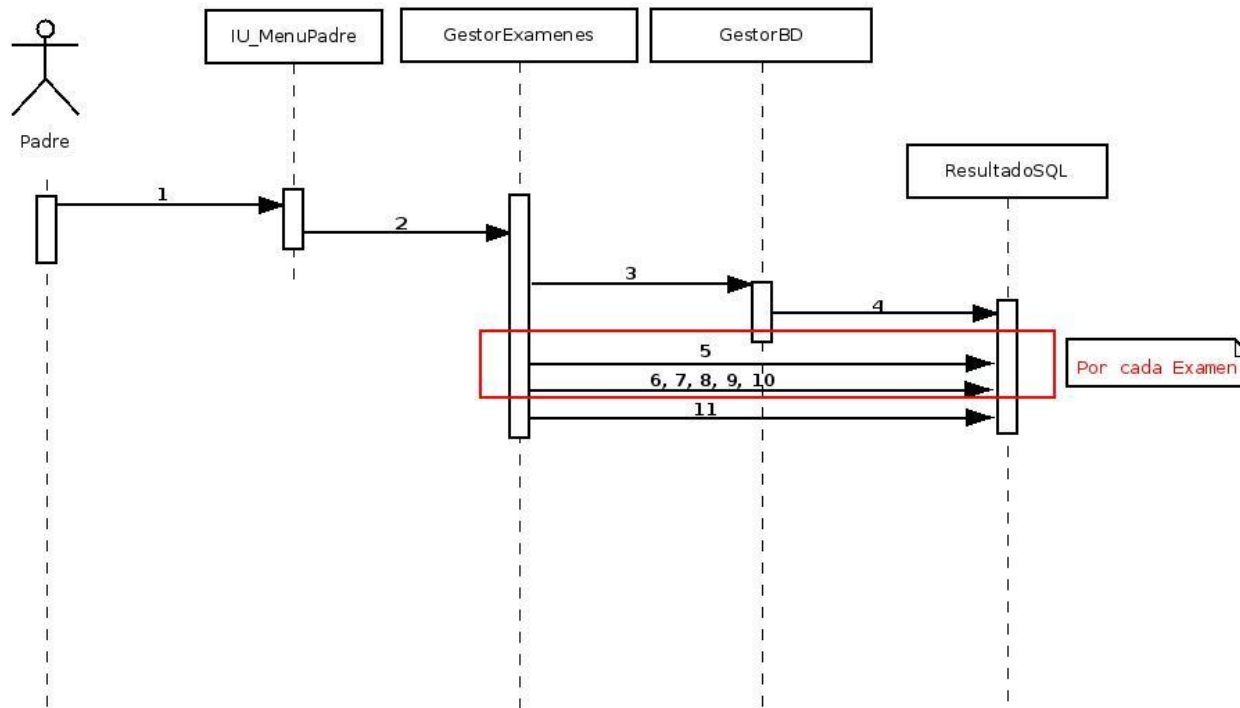 IU_MenuPadre
GestorExamenes
GestorBD
Padre
ResultadoSQL
1
2
3
4
5
Por cada Examen
6, 7, 8, 9, 10
11